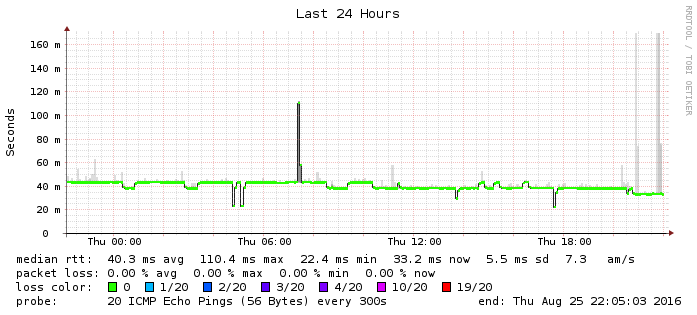 Last 24 Hours
RRDTOOL / TOBI OETIKER
Seconds
160 m
140 m
120 m
100 m
80 m
60 m
40 m
20 m
0
Thu 00:00 Thu 06:00 Thu 12:00 Thu 18:00
median rtt: 40.3 ms avg 110.4 ms max 22.4 ms min 33.2 ms now 5.5 ms sd 7.3 am/s
packet loss: 0.00 % avg 0.00 % max 0.00 % min 0.00 % now
loss color: 0 1/20 2/20 3/20 4/20 10/20 19/20
probe: 20 ICMP Echo Pings (56 Bytes) every 300s end: Thu Aug 25 22:05:03 2016